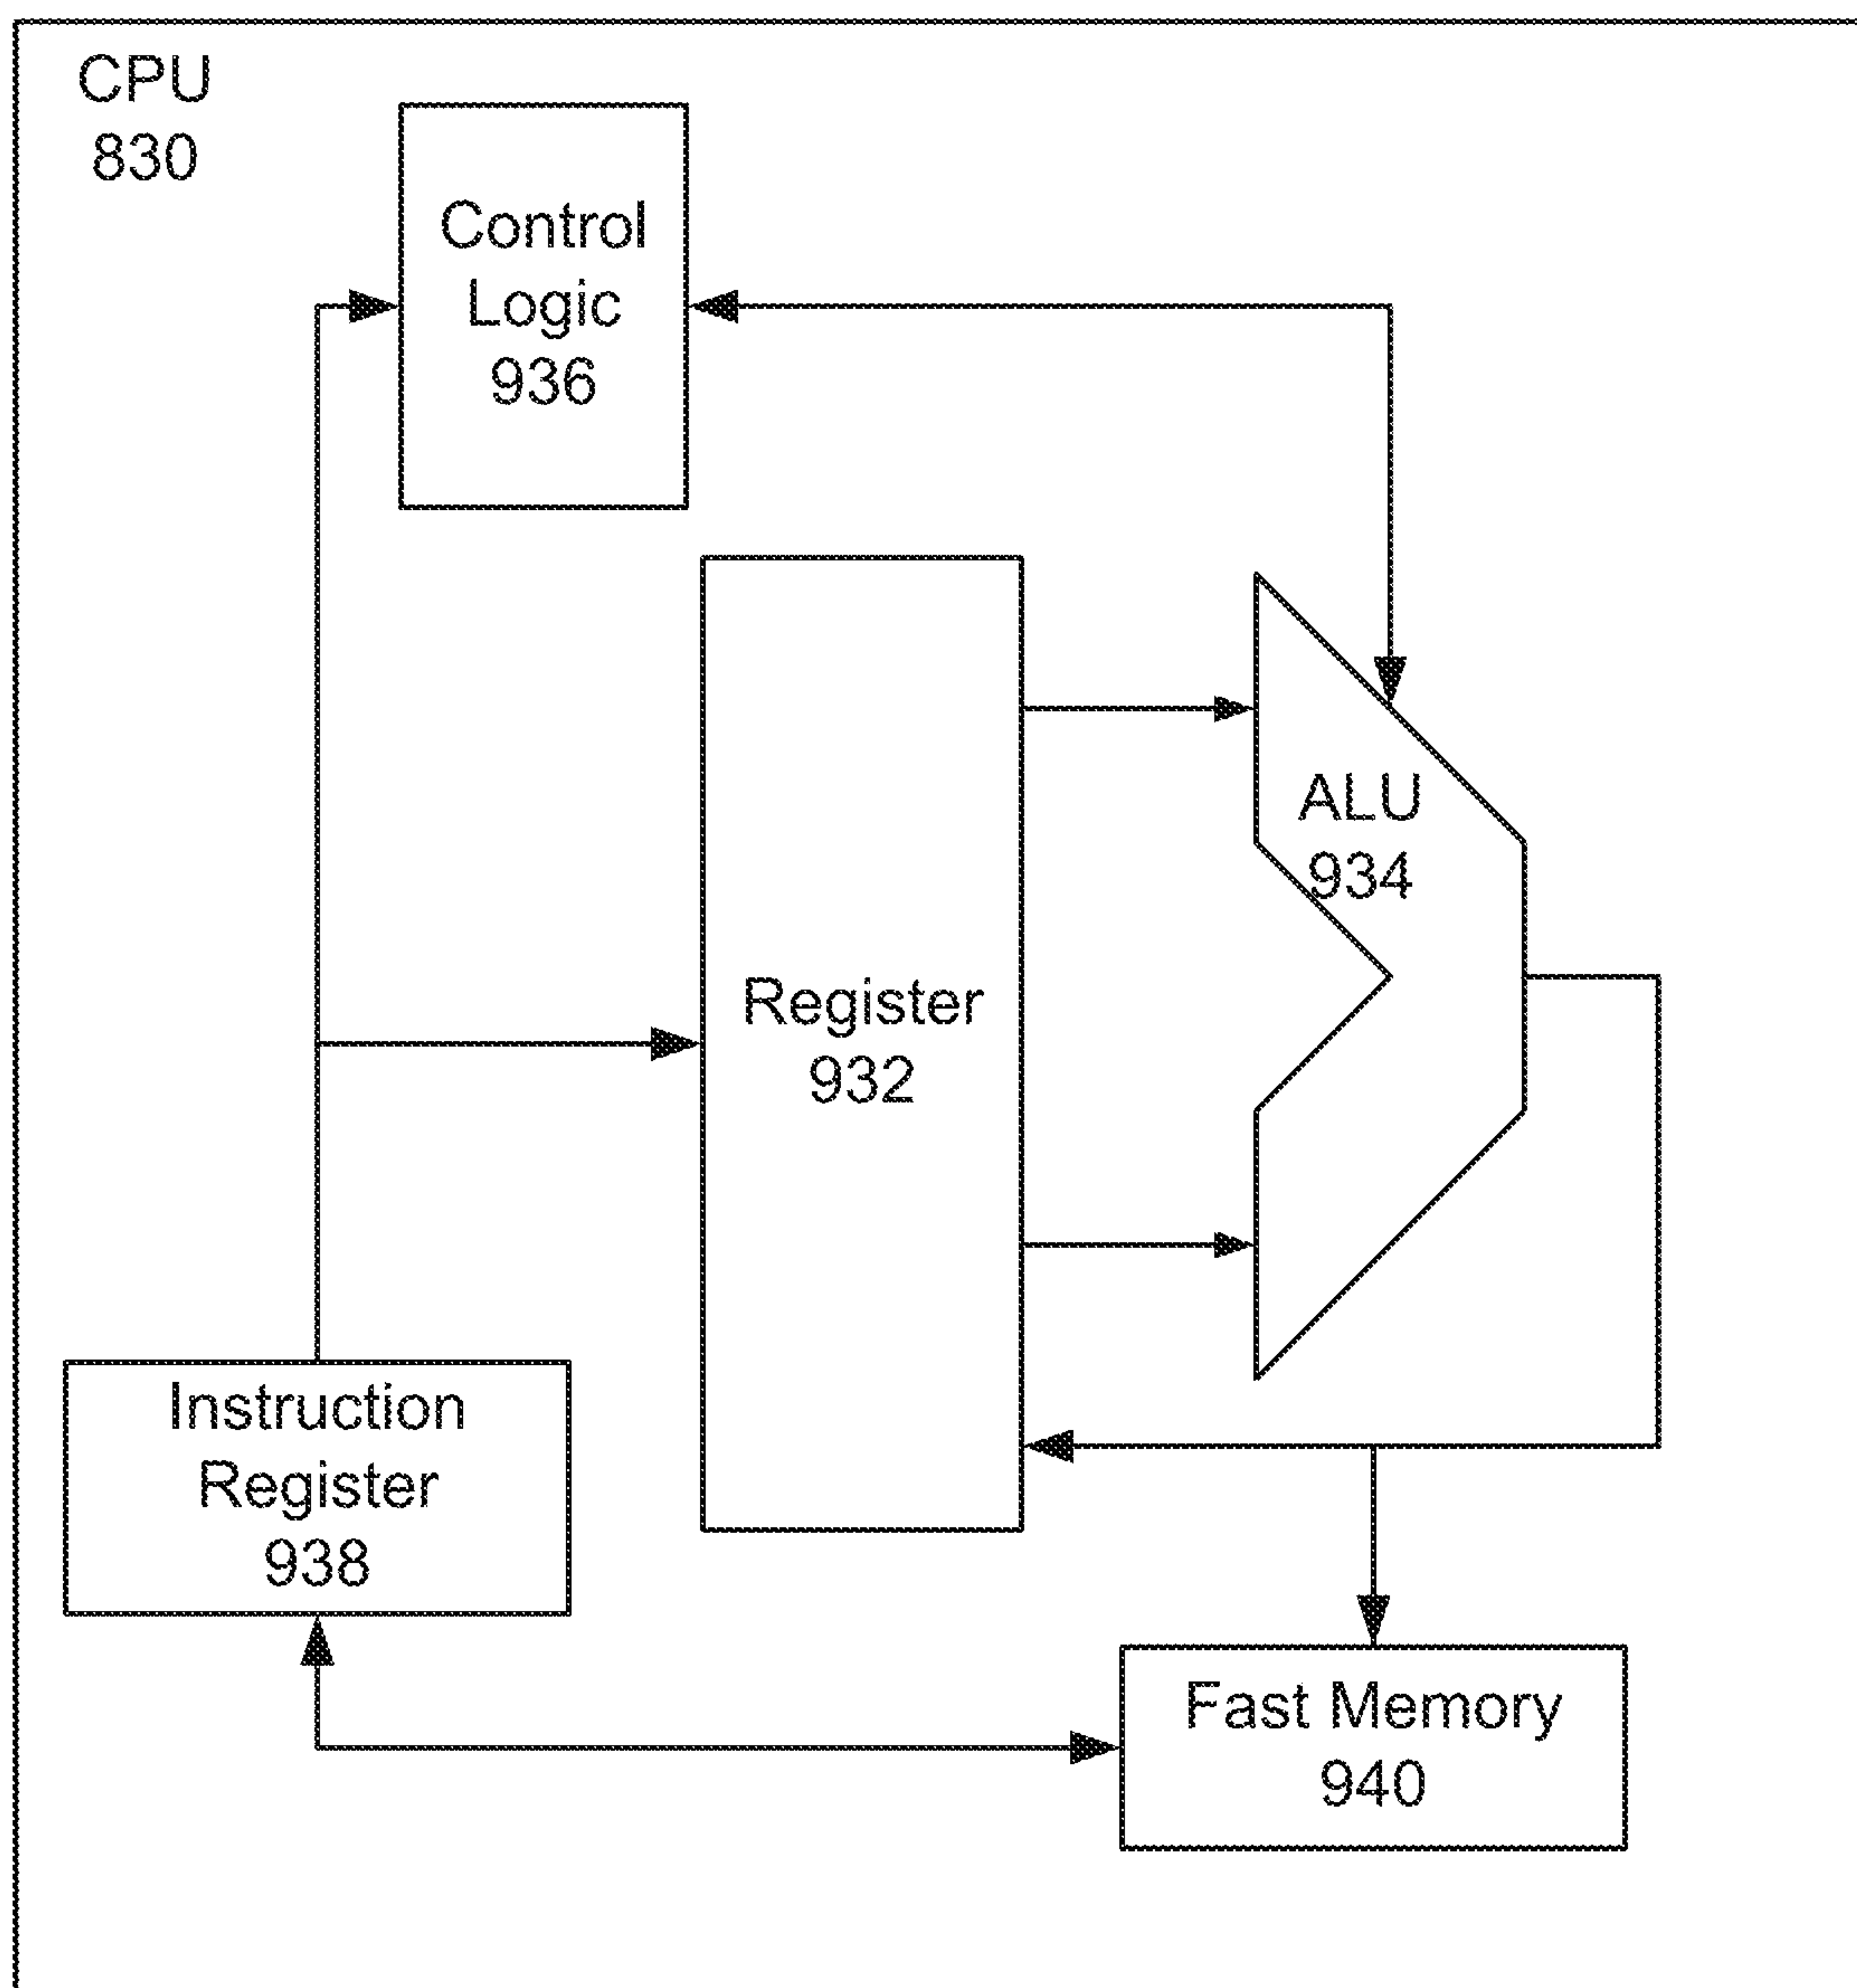 CPU
830
Control
Logic
936
ALU
934
Register
932
Instruction
Register
938
Fast Memory
940